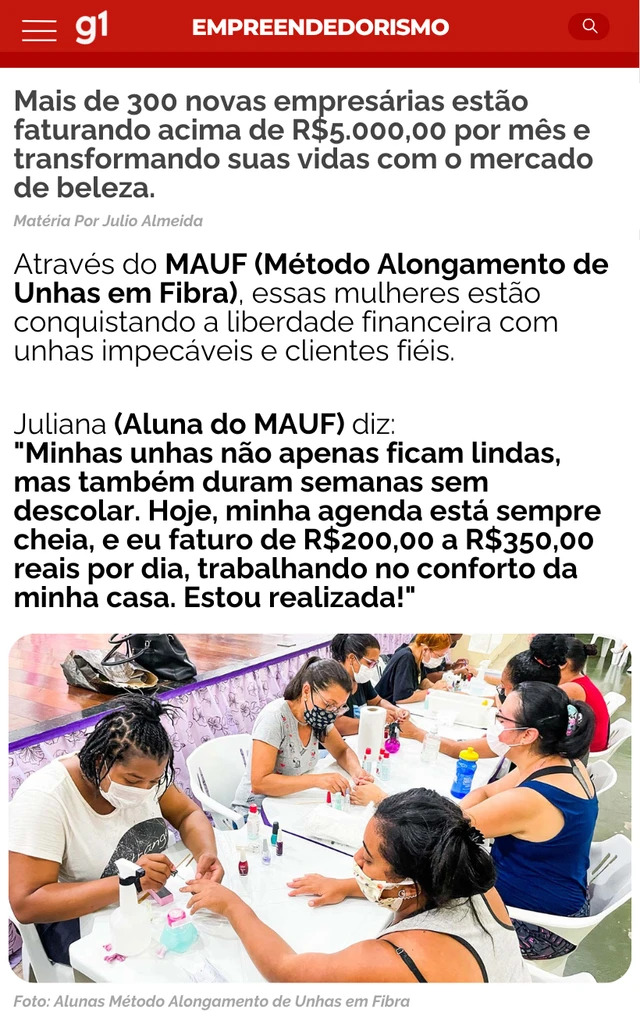 g1
EMPREENDEDORISMO
Mais de 300 novas empresárias estão
faturando acima de R$5.000,00 por mês e
transformando suas vidas com o mercado
de beleza.
Matéria Por Julio Almeida
Através do MAUF (Método Alongamento de
Unhas em Fibra), essas mulheres estão
conquistando a liberdade financeira com
unhas impecáveis e clientes fiéis.
Juliana (Aluna do MAUF) diz:
"Minhas unhas não apenas ficam lindas,
mas também duram semanas sem
descolar. Hoje, minha agenda está sempre
cheia, e eu faturo de R$200,00 a R$350,00
reais por dia, trabalhando no conforto da
minha casa. Estou realizada!"
Foto: Alunas Método Alongamento de Unhas em Fibra